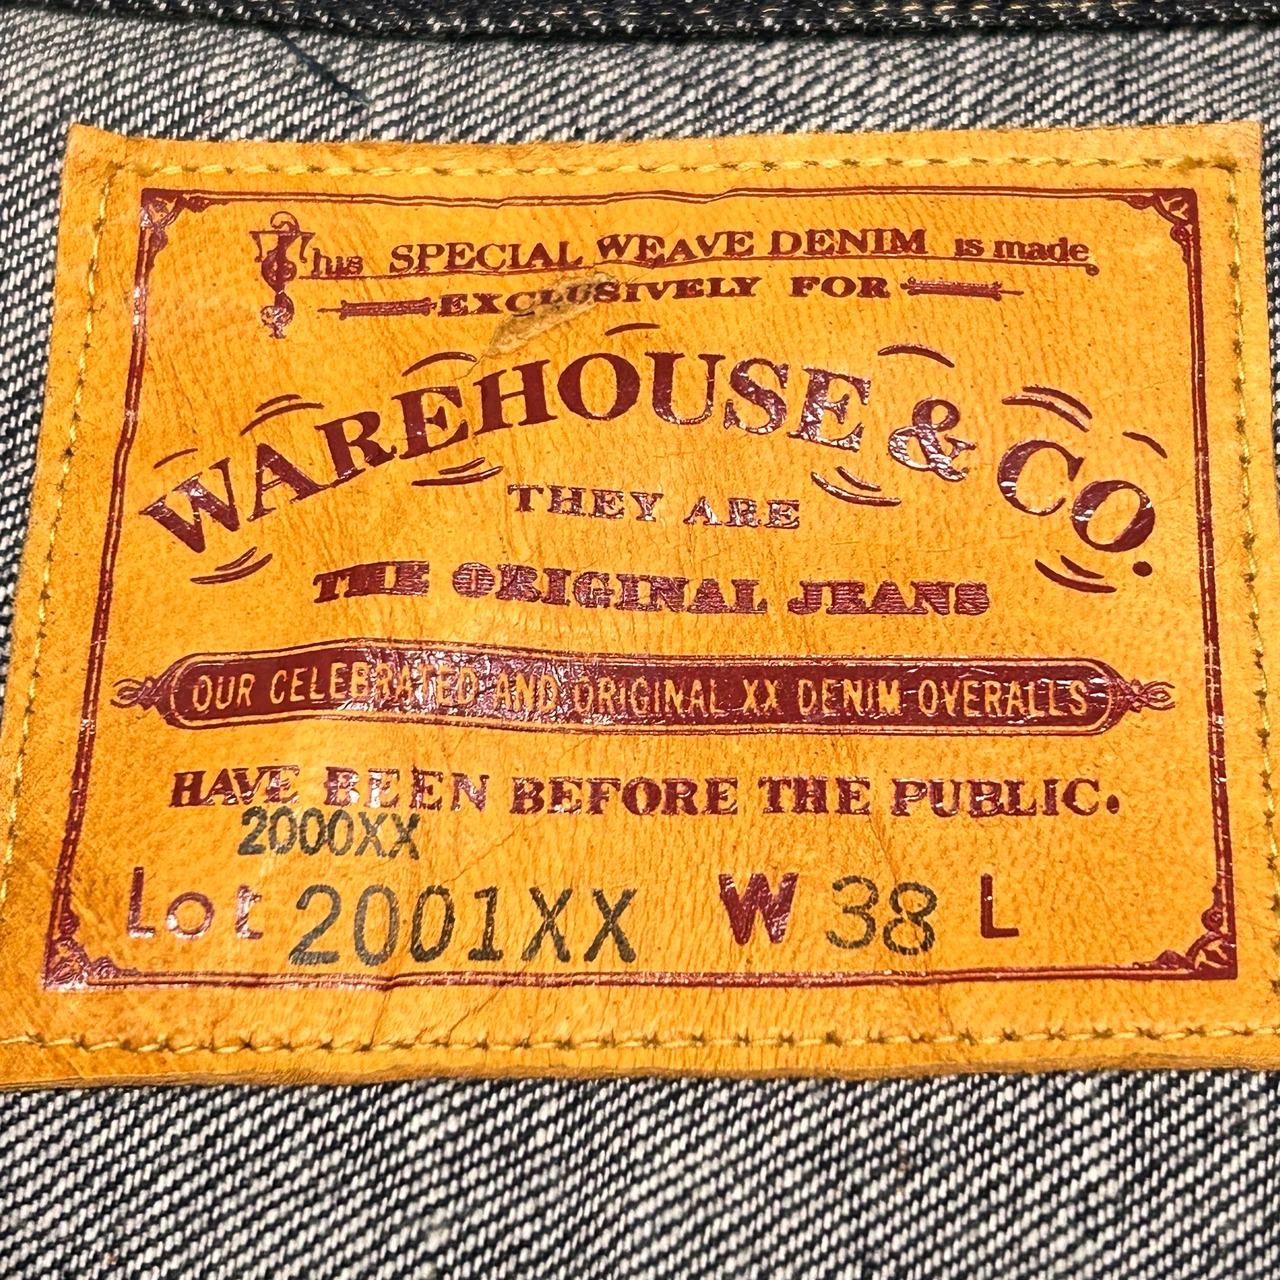 This SPECIAL WEAVE DENIM is made
EXCLUSIVELY FOR
WAREHOUSE & CO.
THEY ARE
THE ORIGINAL JEANS
OUR CELEBRATED AND ORIGINAL XX DENIM OVERALLS
HAVE BEEN BEFORE THE PUBLIC.
2000XX
Lot 2001XX W 38 L